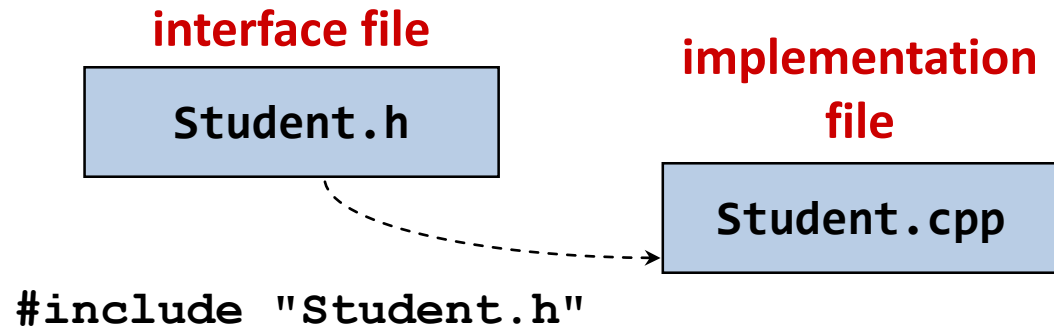 interface file
Student.h
implementation
file
Student.cpp
#include "Student.h"